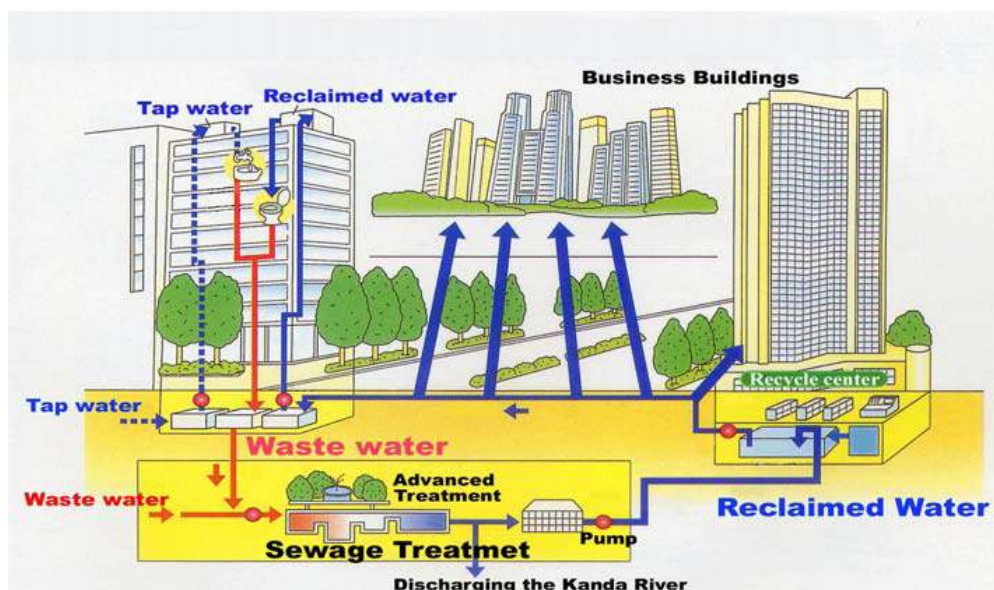 Business Buildings
Tap water
Reclaimed water
Recycle center
Tap water
Waste water
Advanced
Treatment
Waste water
Reclaimed Water
Pump
Sewage Treatmet
Discharging the Kanda River